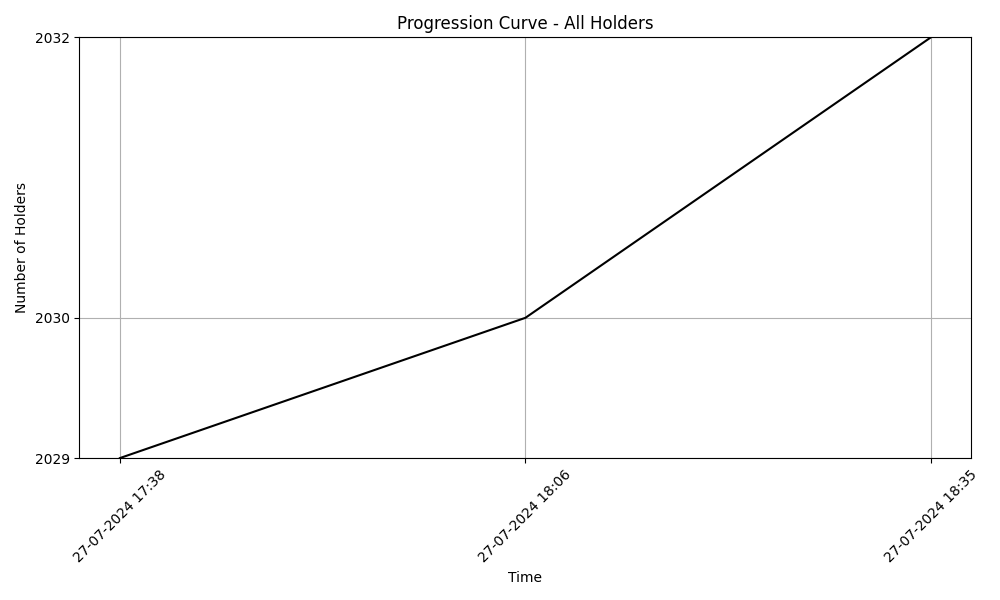 Progression Curve - All Holders
2032
2030
2029
Number of Holders
27-07-2024 17:38
27-07-2024 18:06
27-07-2024 18:35
Time